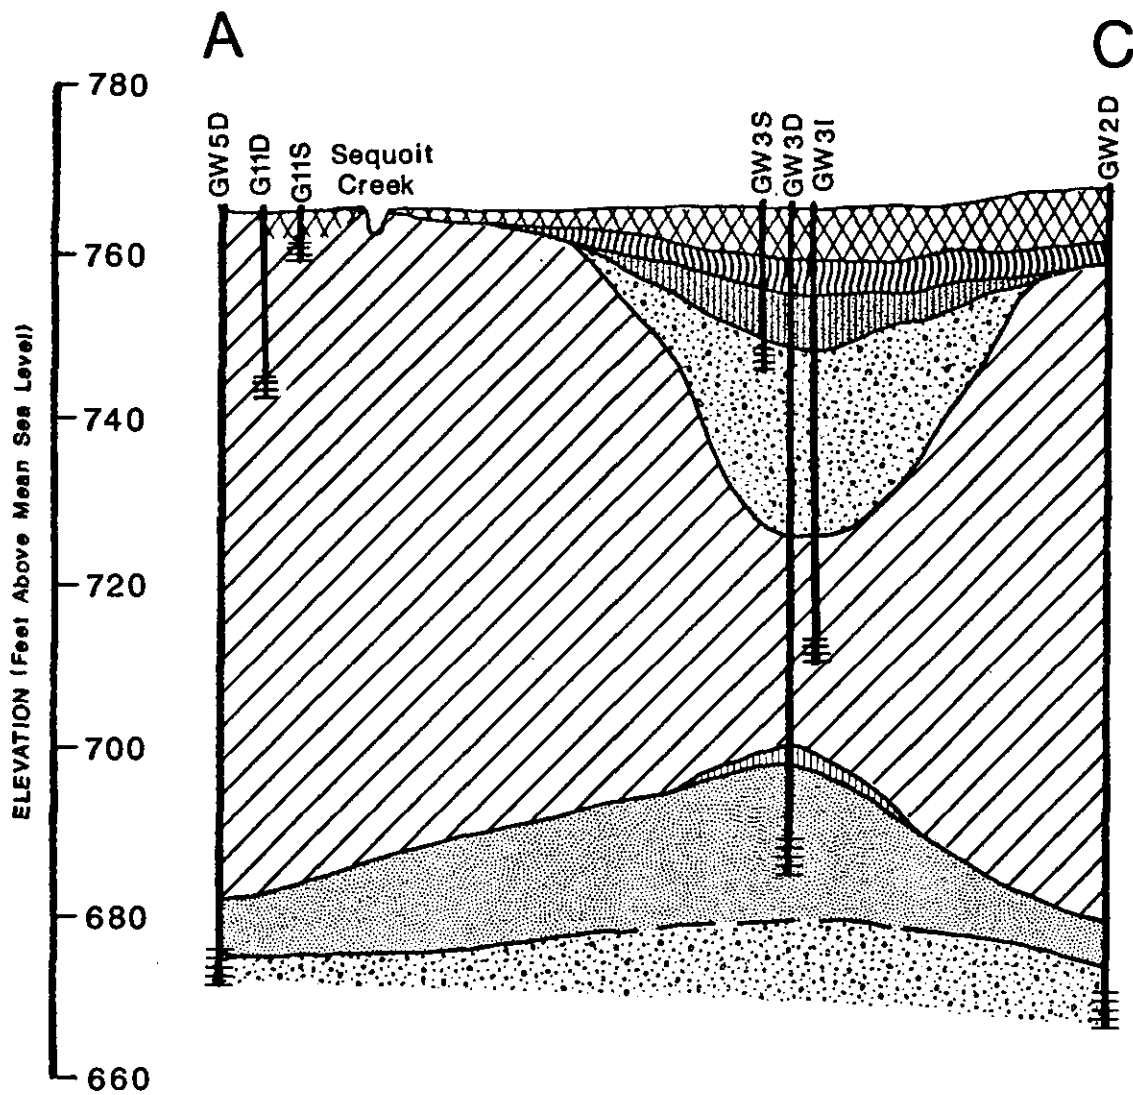 A
C
780
760
740
720
700
680
660
ELEVATION (Feet Above Mean Sea Level)
GW5D
G11D
G11S
Sequoit
Creek
GW3S
GW3D
GW3I
GW2D